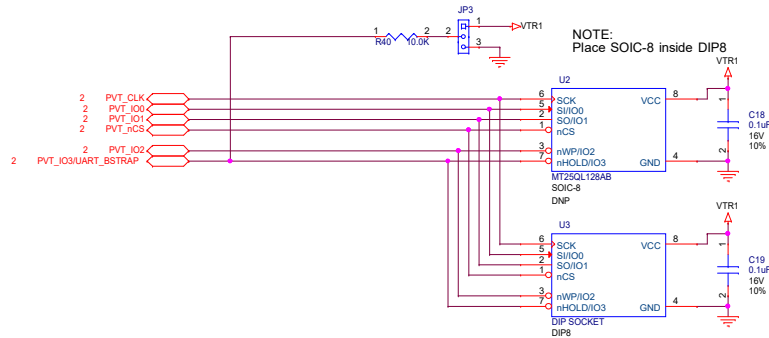 JP3
1
VTR1
1
2
2
R40
10.0K
3
NOTE:
Place SOIC-8 inside DIP8
VTR1
U2
2 PVT_CLK
6 SCK
VCC 8
1
2 PVT_IO0
5 SI/IO0
2 PVT_IO1
2 SO/IO1
C18
2 PVT_nCS
1 nCS
0.1uF
16V
2 PVT_IO2
3 nWP/IO2
2
10%
2 PVT_IO3/UART_BSTRAP
7 nHOLD/IO3
GND 4
MT25QL128AB
SOIC-8
DNP
VTR1
U3
6 SCK
VCC 8
1
5 SI/IO0
2 SO/IO1
C19
1 nCS
0.1uF
16V
3 nWP/IO2
2
10%
7 nHOLD/IO3
GND 4
DIP SOCKET
DIP8